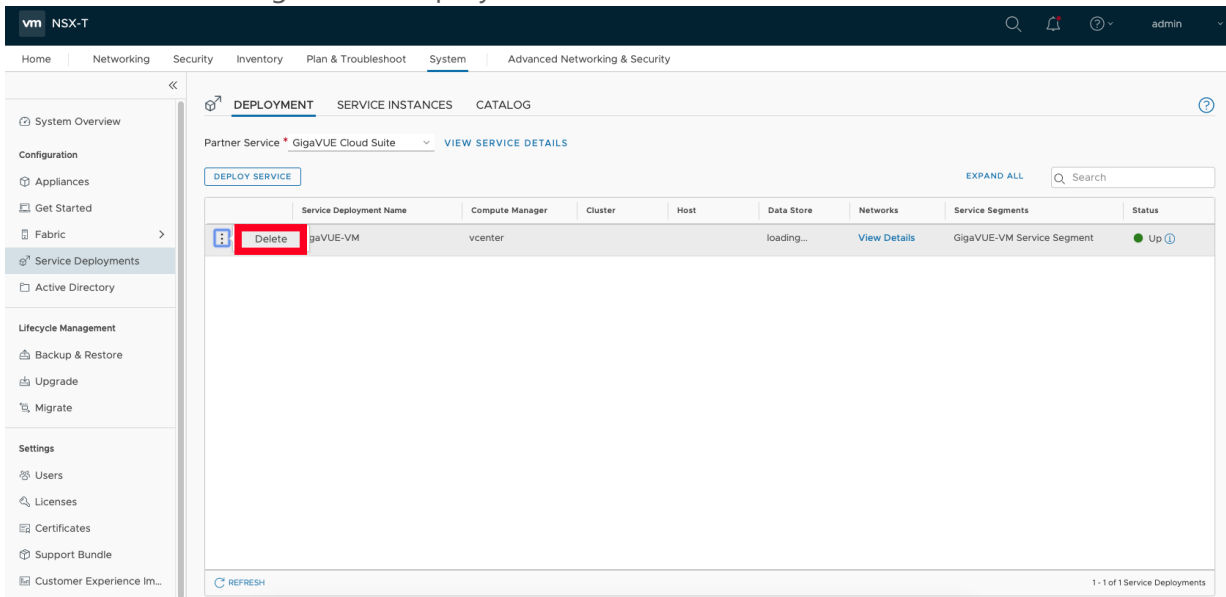 vm NSX-T admin
Home Networking Security Inventory Plan & Troubleshoot System Advanced Networking & Security
«
System Overview
Configuration
Appliances
Get Started
Fabric >
Service Deployments
Active Directory
Lifecycle Management
Backup & Restore
Upgrade
Migrate
Settings
Users
Licenses
Certificates
Support Bundle
Customer Experience Im...
DEPLOYMENT SERVICE INSTANCES CATALOG
Partner Service * GigaVUE Cloud Suite VIEW SERVICE DETAILS
DEPLOY SERVICE EXPAND ALL Search
Service Deployment Name Compute Manager Cluster Host Data Store Networks Service Segments Status
Delete gaVUE-VM vcenter loading... View Details GigaVUE-VM Service Segment Up
REFRESH 1 - 1 of 1 Service Deployments